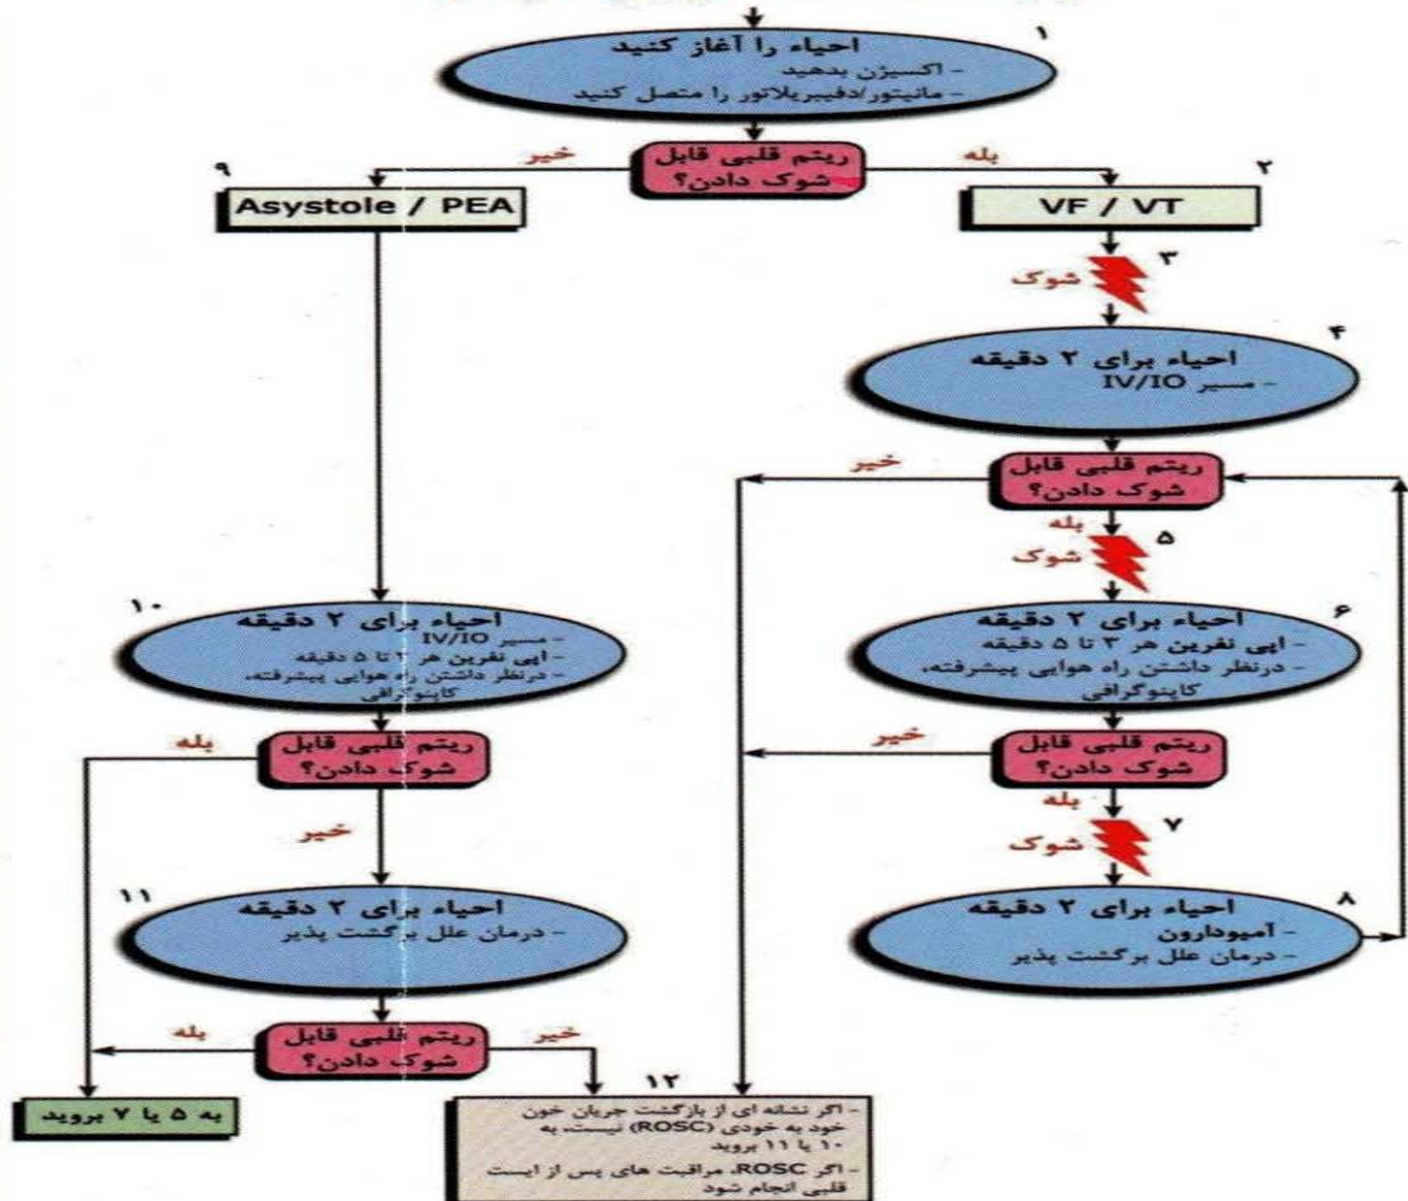 ۱
احیاء را آغاز کنید
- اکسیژن بدهید
- مانیتور/دفیبریلاتور را متصل کنید
ریتم قلبی قابل
شوک دادن؟
بله
خیر
۲
VF / VT
۳
شوک
۴
احیاء برای ۲ دقیقه
- مسیر IV/IO
ریتم قلبی قابل
شوک دادن؟
خیر
بله
۵
شوک
۶
احیاء برای ۲ دقیقه
- اپی نفرین هر ۳ تا ۵ دقیقه
- درنظر داشتن راه هوایی پیشرفته،
کاپنوگرافی
ریتم قلبی قابل
شوک دادن؟
خیر
بله
۷
شوک
۸
احیاء برای ۲ دقیقه
- آمیودارون
- درمان علل برگشت پذیر
۹
Asystole / PEA
۱۰
احیاء برای ۲ دقیقه
- مسیر IV/IO
- اپی نفرین هر ۳ تا ۵ دقیقه
- درنظر داشتن راه هوایی پیشرفته،
کاپنوگرافی
ریتم قلبی قابل
شوک دادن؟
بله
خیر
۱۱
احیاء برای ۲ دقیقه
- درمان علل برگشت پذیر
ریتم قلبی قابل
شوک دادن؟
بله
خیر
به ۵ یا ۷ بروید
۱۲
- اگر نشانه ای از بازگشت جریان خون
خود به خودی (ROSC) نیست، به
۱۰ یا ۱۱ بروید
- اگر ROSC، مراقبت های پس از ایست
قلبی انجام شود